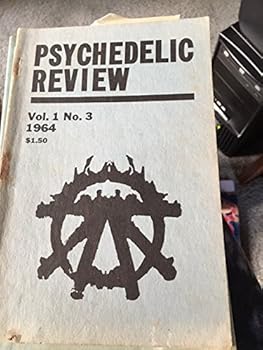 PSYCHEDELIC
REVIEW
Vol. 1 No. 3
1964
$1.50